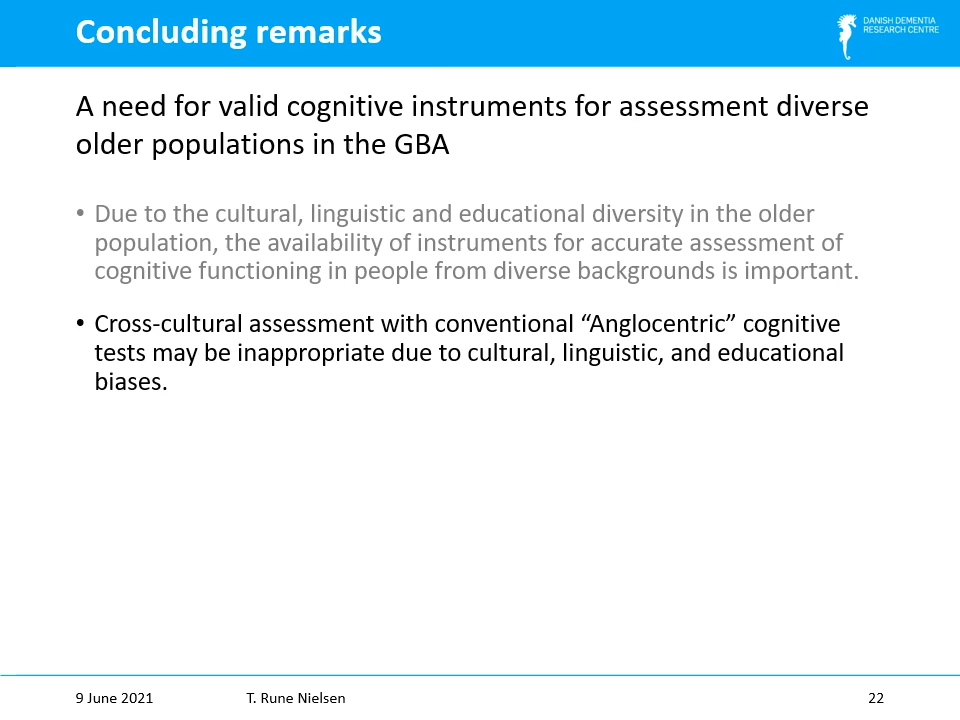 Concluding remarks
DANISH DEMENTIA
RESEARCH CENTRE
A need for valid cognitive instruments for assessment diverse
older populations in the GBA
• Due to the cultural, linguistic and educational diversity in the older
population, the availability of instruments for accurate assessment of
cognitive functioning in people from diverse backgrounds is important.
• Cross-cultural assessment with conventional “Anglocentric” cognitive
tests may be inappropriate due to cultural, linguistic, and educational
biases.
9 June 2021 T. Rune Nielsen 22